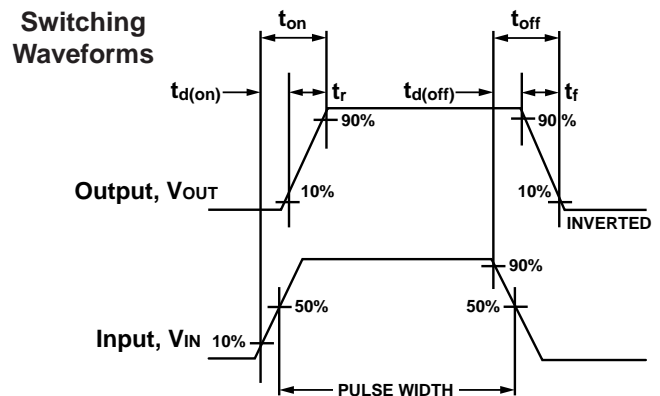 Switching
Waveforms
ton
toff
td(on)
tr
td(off)
tf
90%
90 %
Output, VOUT
10%
10%
INVERTED
90%
50%
50%
Input, VIN
10%
PULSE WIDTH